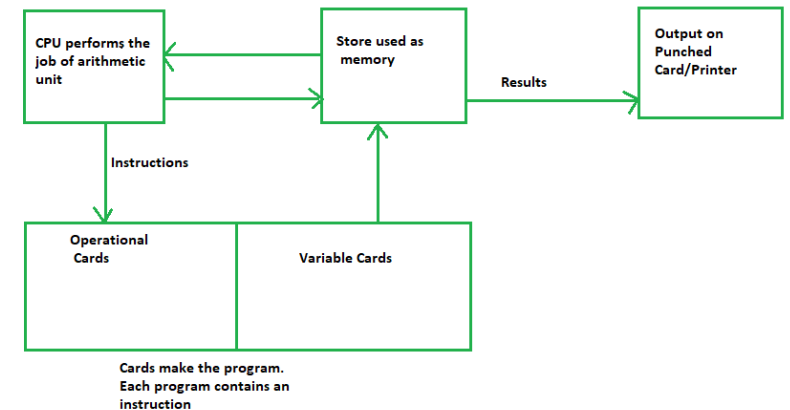 CPU performs the
job of arithmetic
unit
Store used as
memory
Results
Output on
Punched
Card/Printer
Instructions
Operational
Cards
Variable Cards
Cards make the program.
Each program contains an
instruction